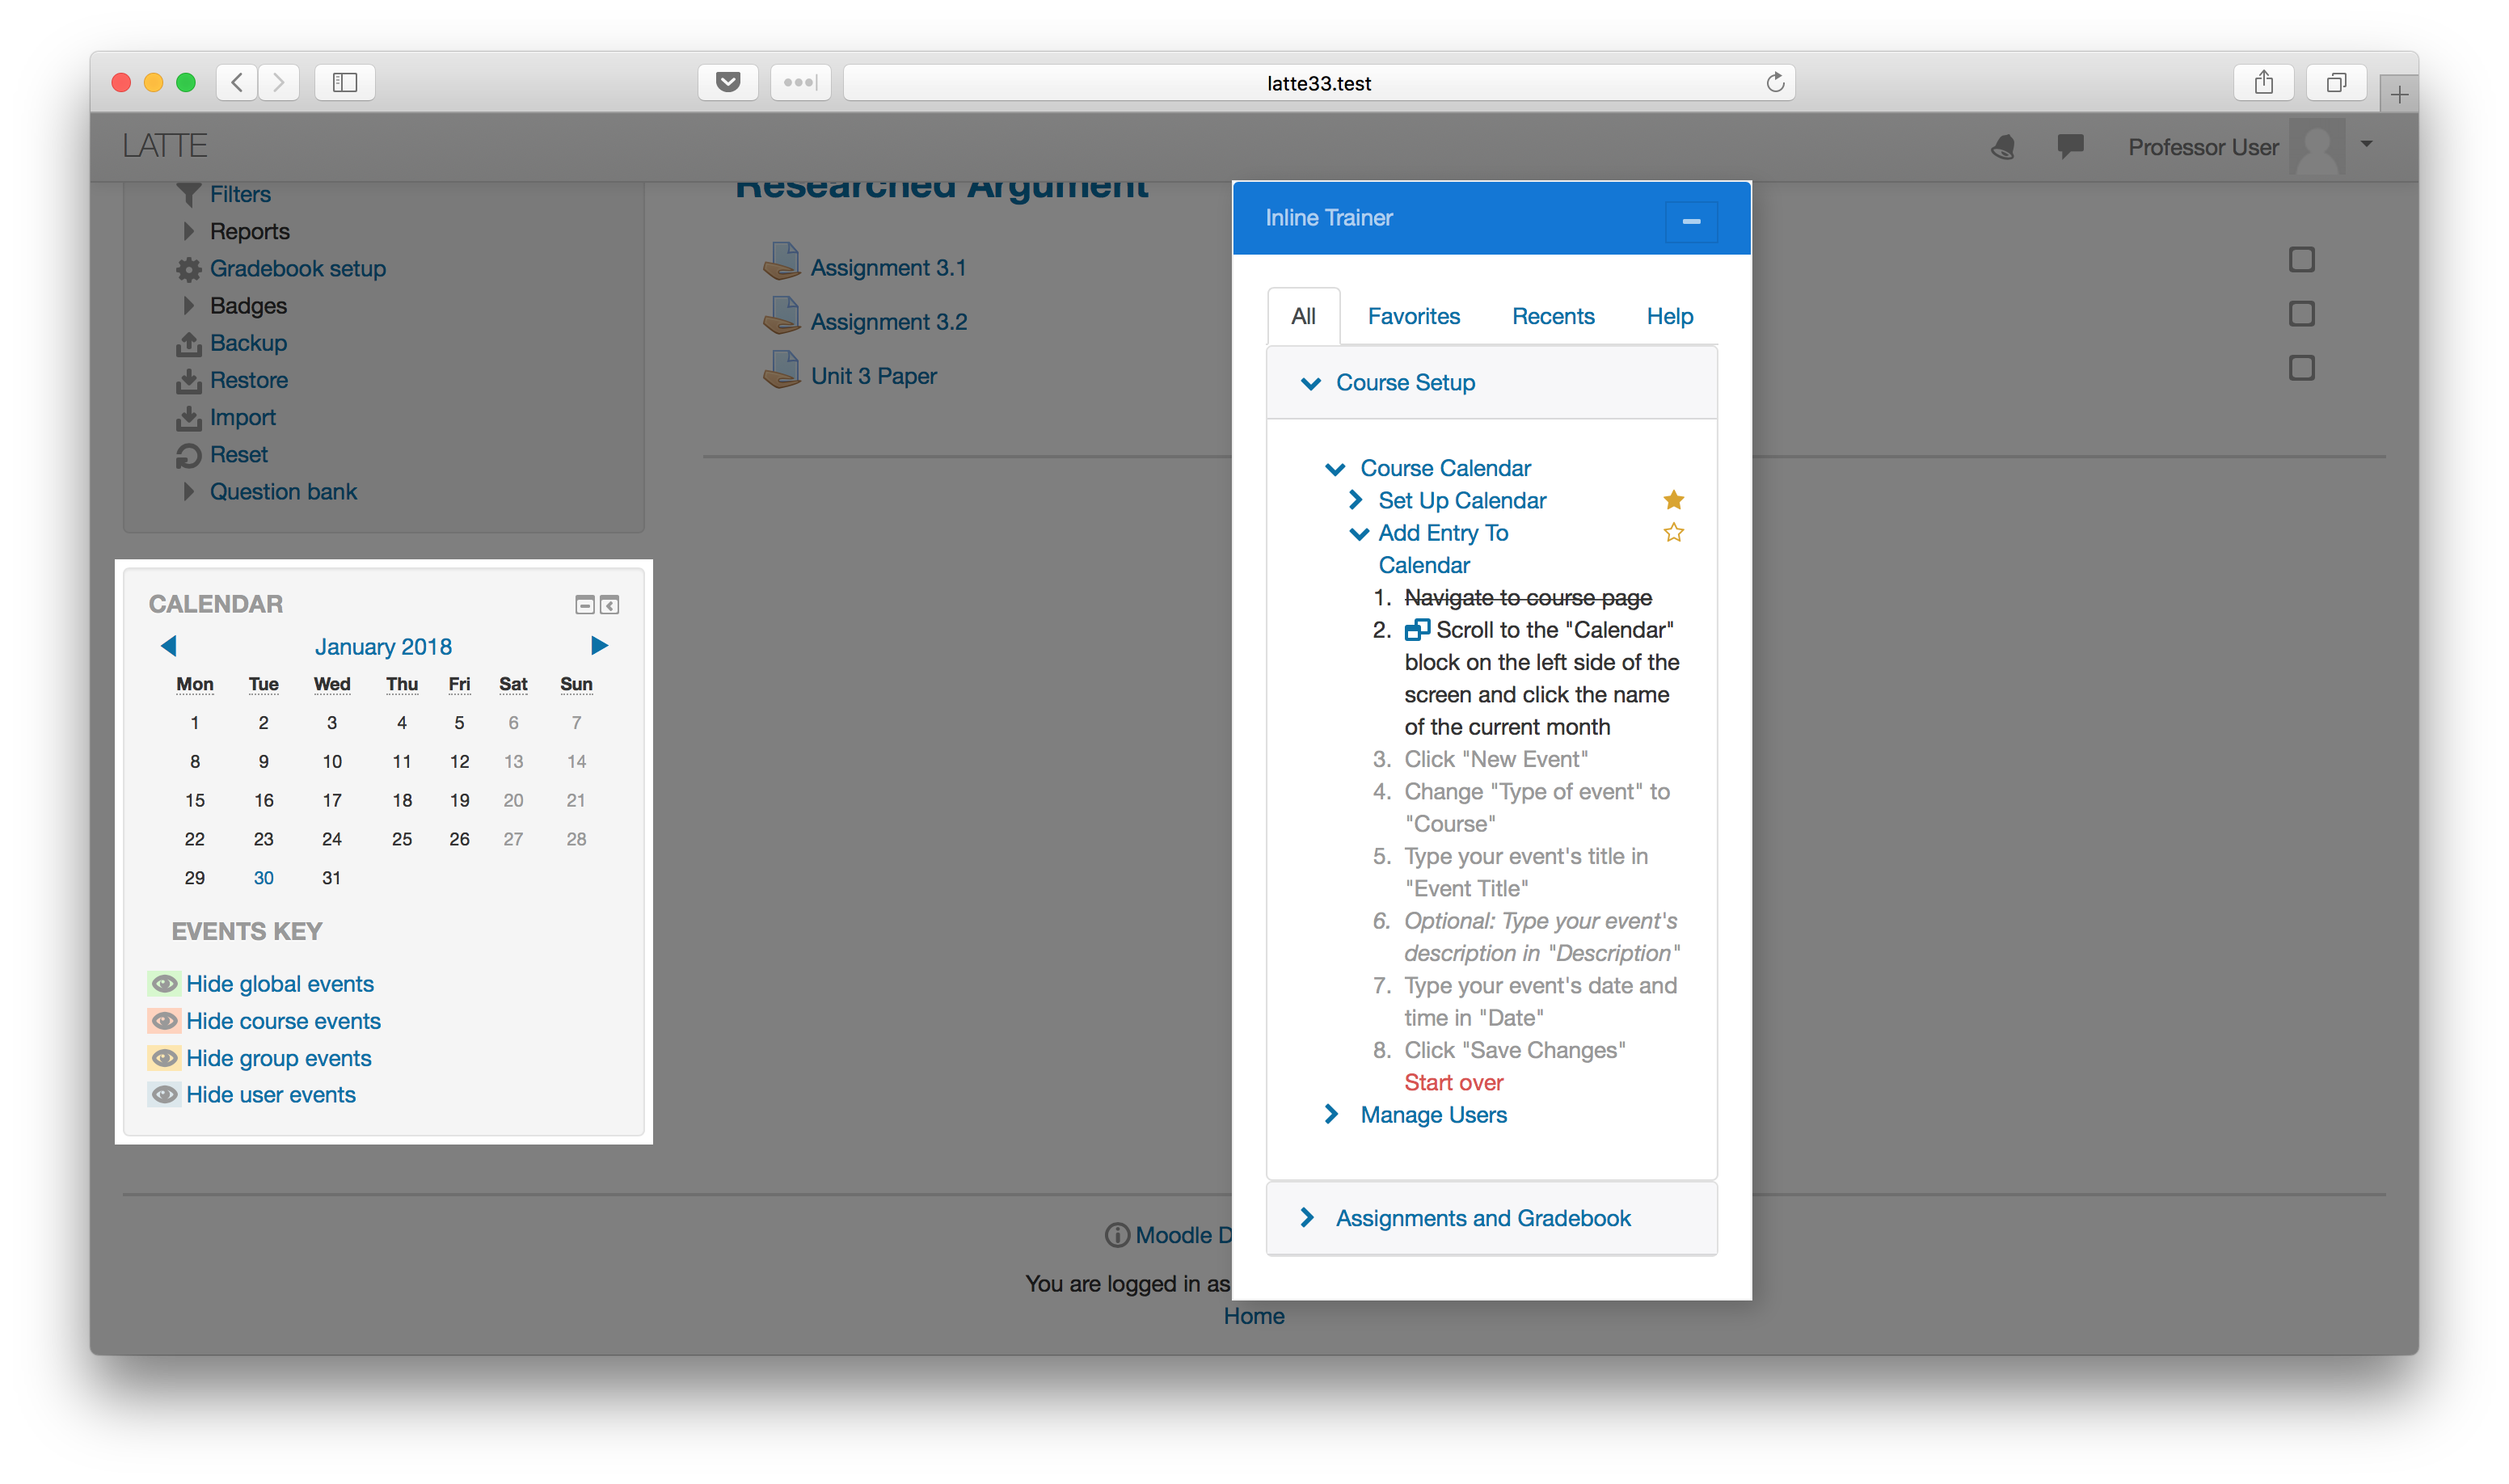 latte33.test
LATTE
Professor User
Filters
Reports
Gradebook setup
Badges
Backup
Restore
Import
Reset
Question bank
CALENDAR
January 2018
Mon Tue Wed Thu Fri Sat Sun
1 2 3 4 5 6 7
8 9 10 11 12 13 14
15 16 17 18 19 20 21
22 23 24 25 26 27 28
29 30 31
EVENTS KEY
Hide global events
Hide course events
Hide group events
Hide user events
Researched Argument
Assignment 3.1
Assignment 3.2
Unit 3 Paper
Inline Trainer
All Favorites Recents Help
Course Setup
Course Calendar
Set Up Calendar
Add Entry To
Calendar
1. Navigate to course page
2. Scroll to the "Calendar"
block on the left side of the
screen and click the name
of the current month
3. Click "New Event"
4. Change "Type of event" to
"Course"
5. Type your event's title in
"Event Title"
6. Optional: Type your event's
description in "Description"
7. Type your event's date and
time in "Date"
8. Click "Save Changes"
Start over
Manage Users
Assignments and Gradebook
Moodle D
You are logged in as
Home